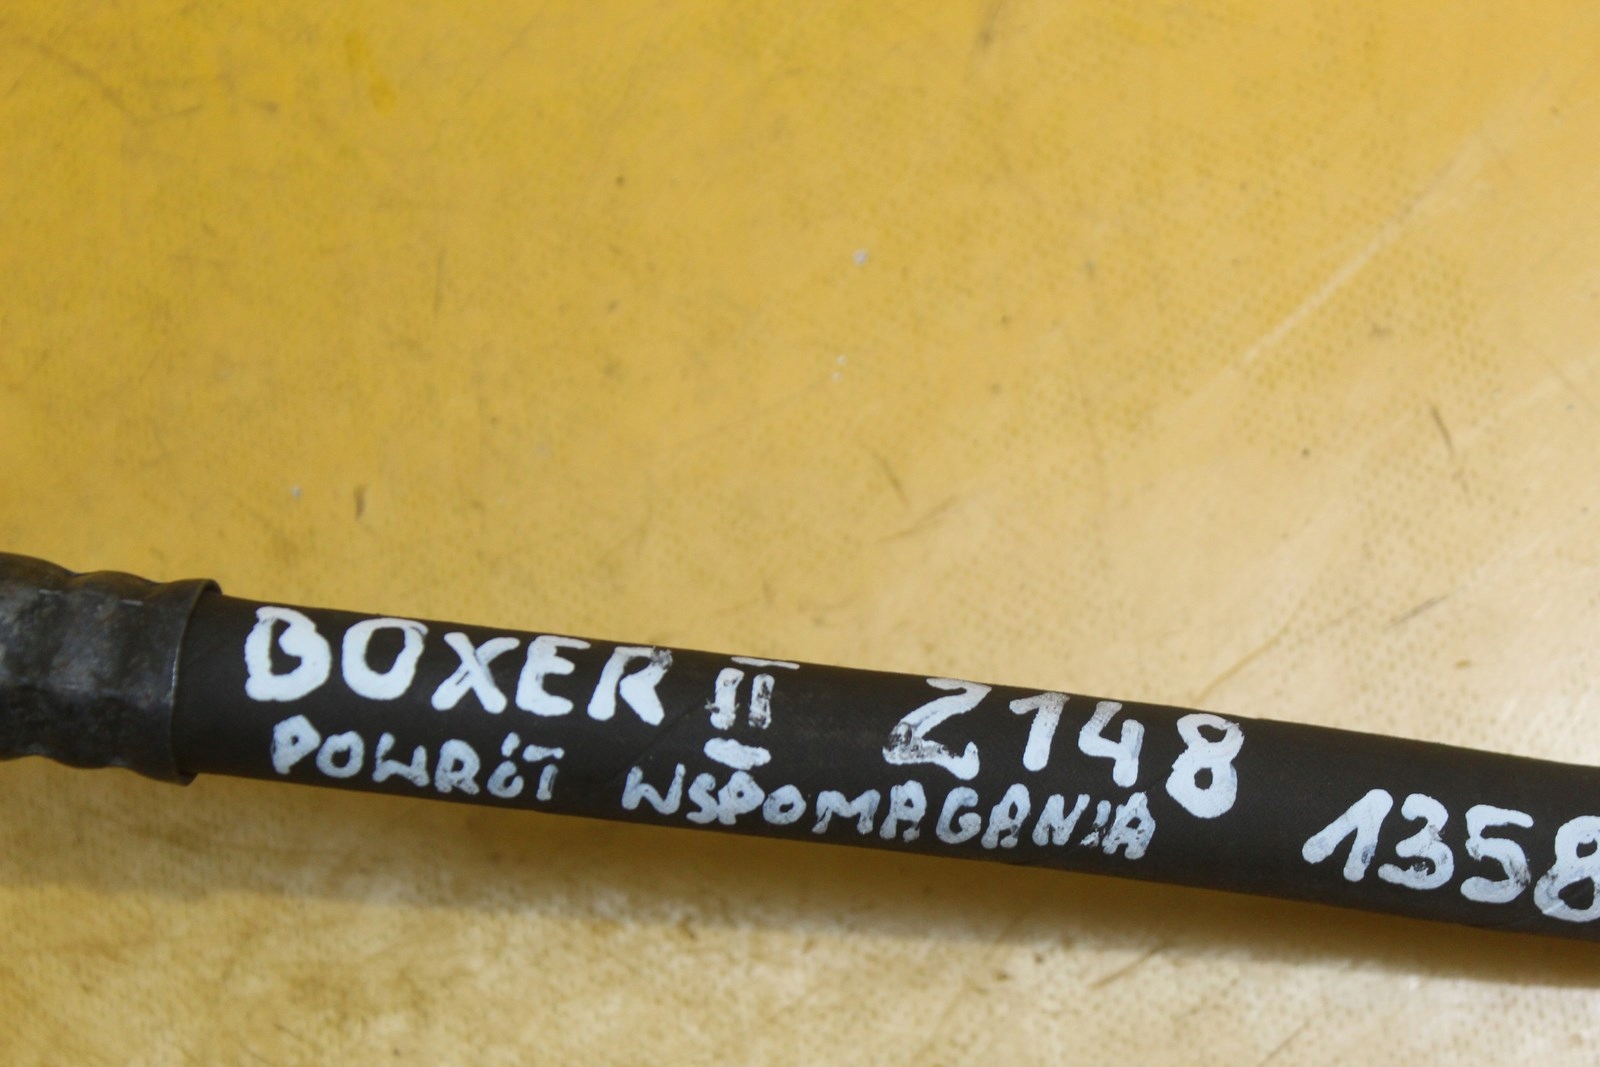 BOXER II Z148 1358
POWRÓT WSPOMAGANIA